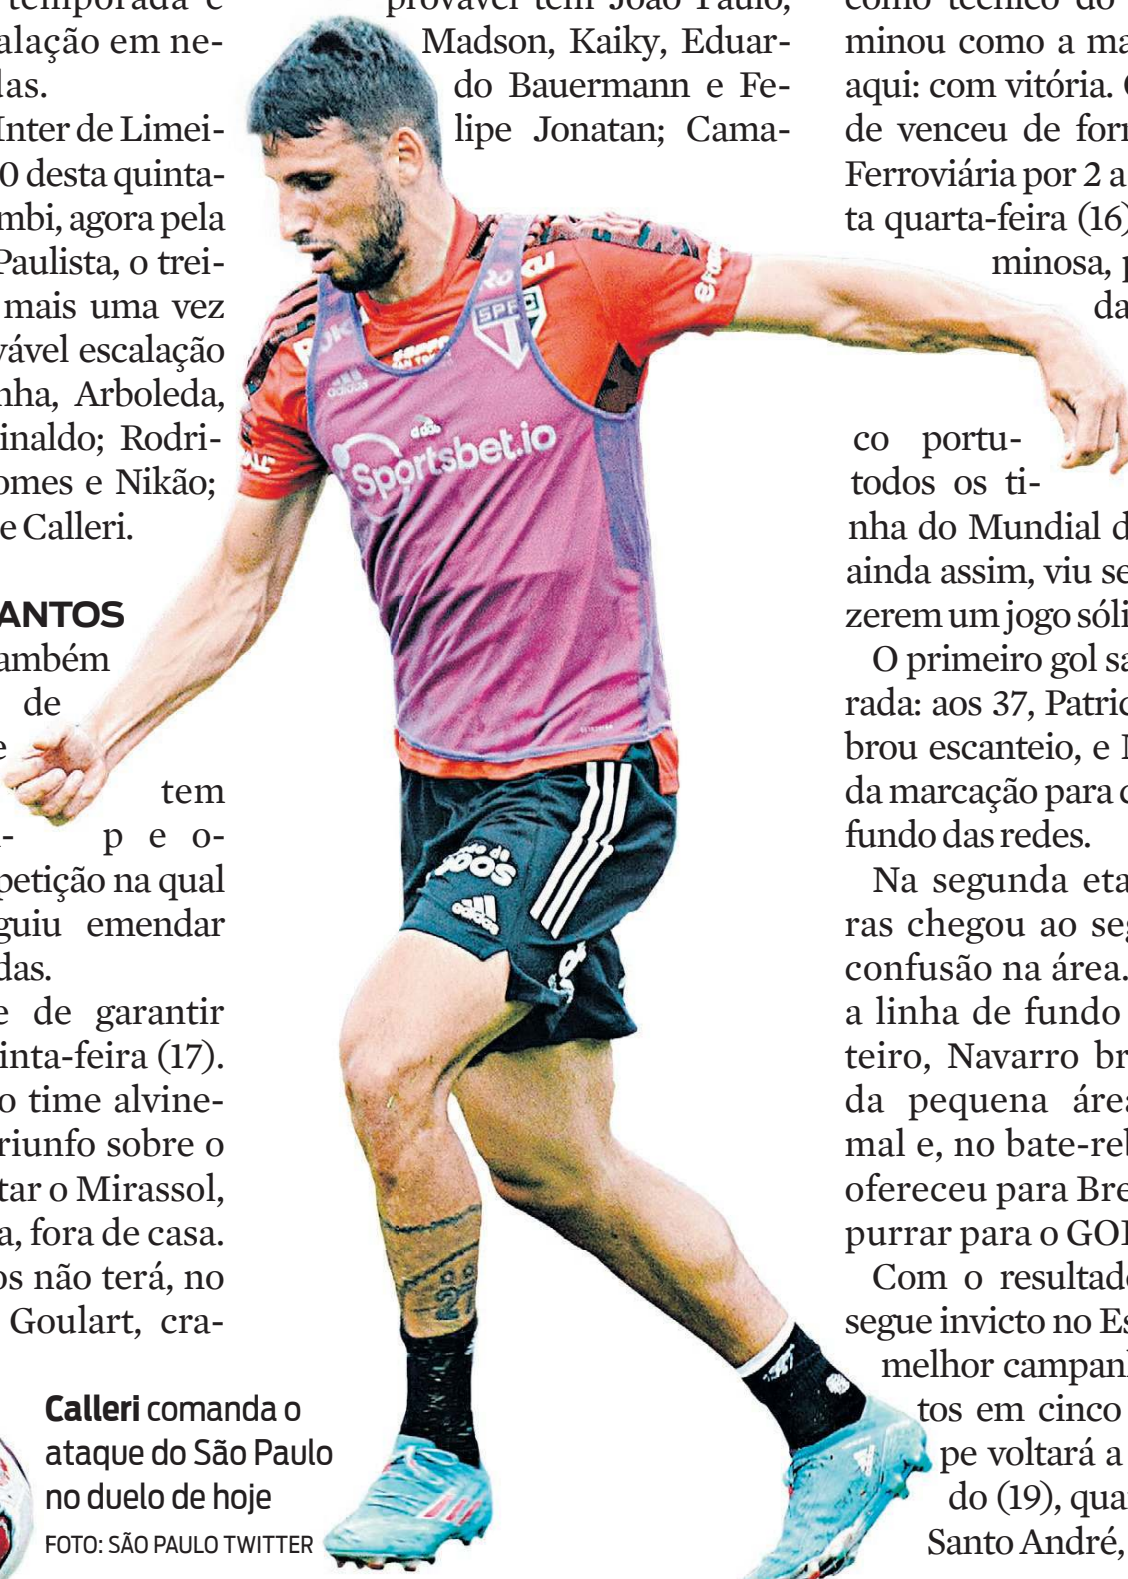 temporada e
alação em ne-
das.
Inter de Limei-
0 desta quinta-
mbi, agora pela
Paulista, o trei-
mais uma vez
vável escalação
nha, Arboleda,
inaldo; Rodri-
omes e Nikão;
e Calleri.
ANTOS
também
de
e
tem
p e o-
petição na qual
guiu emendar
das.
e de garantir
inta-feira (17).
o time alvine-
riunfo sobre o
tar o Mirassol,
a, fora de casa.
os não terá, no
Goulart, cra-
Calleri comanda o
ataque do São Paulo
no duelo de hoje
FOTO: SÃO PAULO TWITTER
provável tem João Paulo,
Madson, Kaiky, Eduar-
do Bauermann e Fe-
lipe Jonatan; Cama-
SPFC
adidas
adidas
Sportsbet.io
adidas
como técnico do
minou como a ma
aqui: com vitória.
de venceu de for
Ferroviária por 2 a
ta quarta-feira (16)
minosa, p
da
co portu-
todos os ti-
nha do Mundial d
ainda assim, viu se
zerem um jogo sóli
O primeiro gol sa
rada: aos 37, Patric
brou escanteio, e
da marcação para
fundo das redes.
Na segunda eta
ras chegou ao seg
confusão na área.
a linha de fundo
teiro, Navarro br
da pequena área
mal e, no bate-reb
ofereceu para Bre
purrar para o GOL
Com o resultado
segue invicto no Es
melhor campanh
tos em cinco
pe voltará a
do (19), qua
Santo André,